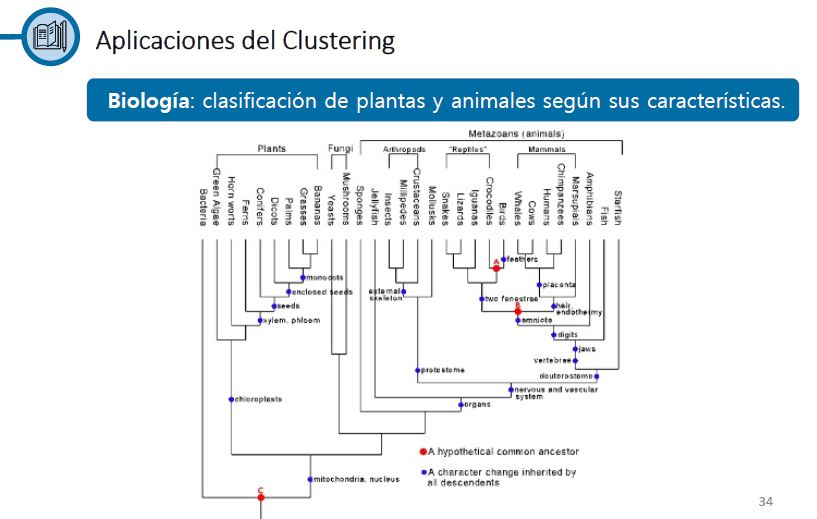 Aplicaciones del Clustering
Biología: clasificación de plantas y animales según sus características.
Metazoans (animals)
Plants
Fungi
Arthropods
"Reptiles"
Mammals
Bacteria
Green Algae
Horn worts
Ferns
Conifers
Dicots
Palms
Grasses
Bananas
Yeasts
Mushrooms
Sponges
Jellyfish
Insects
Millipedes
Crustaceans
Mollusks
Snakes
Lizards
Iguanas
Crocodiles
Birds
Whales
Cows
Humans
Chimpanzees
Marsupials
Amphibians
Fish
Starfish
feathers
A
monocots
placenta
enclosed seeds
external
skeleton
two fenestrae
seeds
hair,
endothermy
B
xylem, phloem
amniote
digits
jaws
vertebrae
protostome
deuterostome
nervous and vascular
system
chloroplasts
organs
A hypothetical common ancestor
A character change inherited by
all descendents
mitochondria, nucleus
C
34